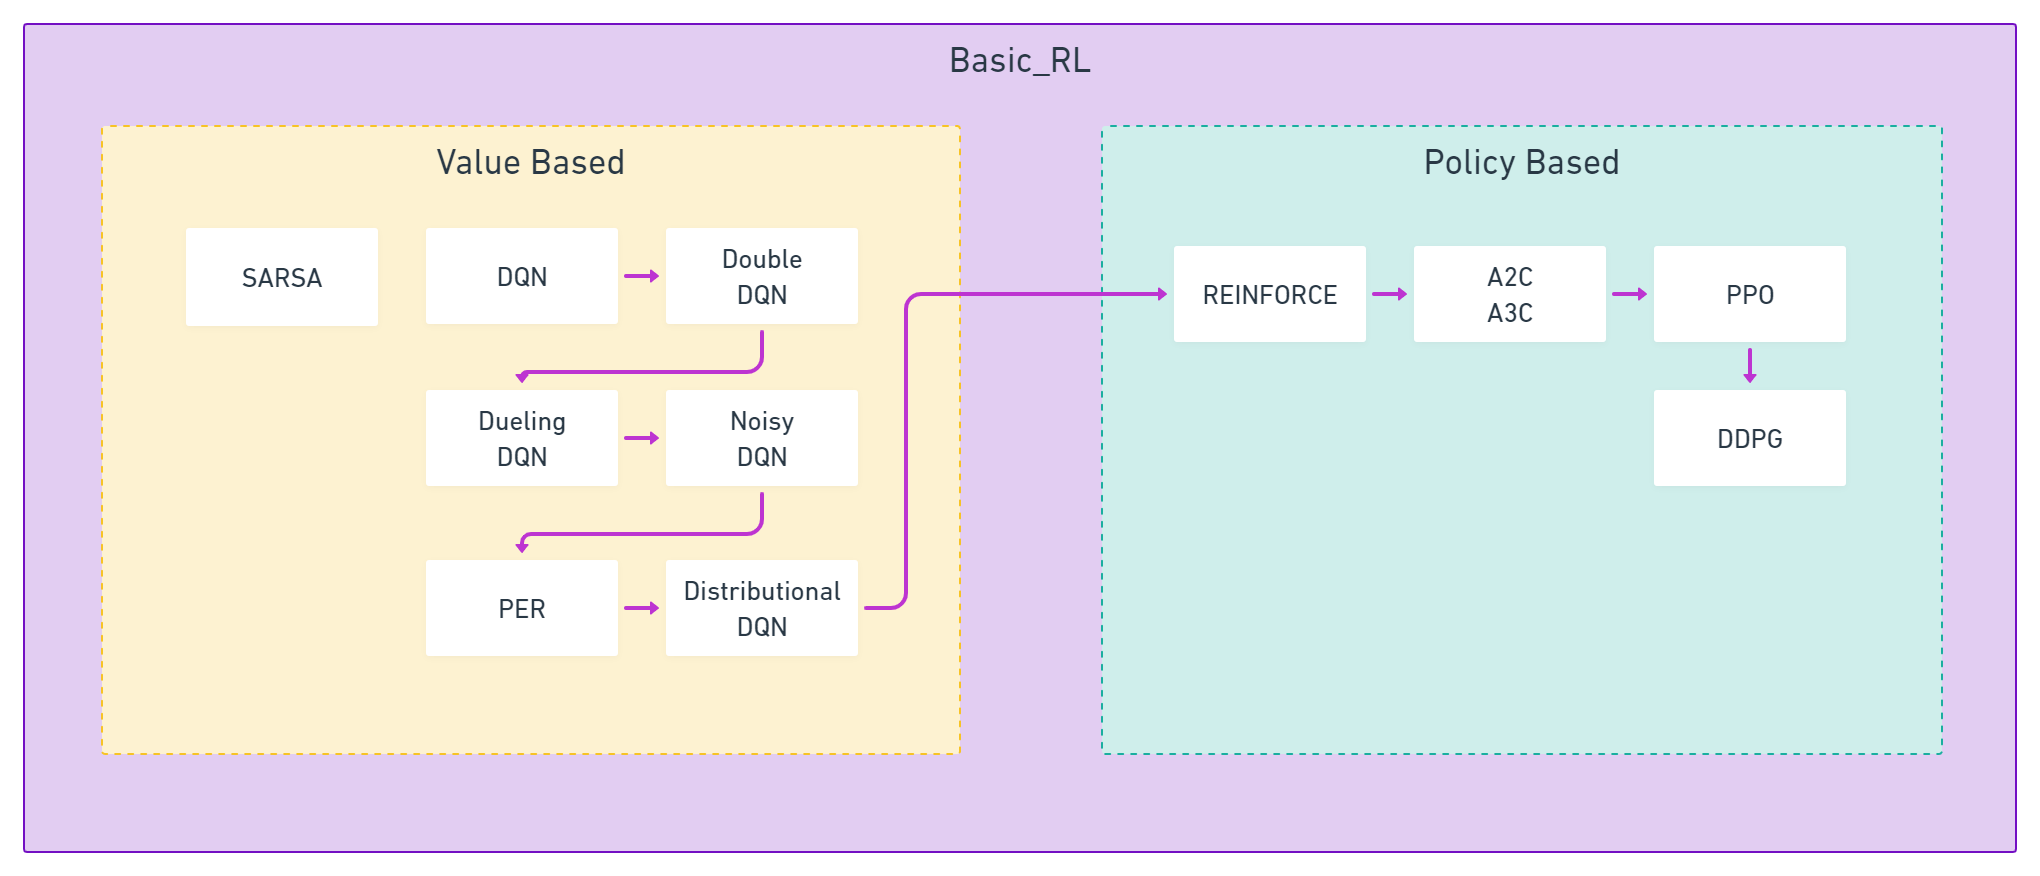 Basic_RL
Value Based
SARSA
DQN
Double
DQN
Dueling
DQN
Noisy
DQN
PER
Distributional
DQN
Policy Based
REINFORCE
A2C
A3C
PPO
DDPG